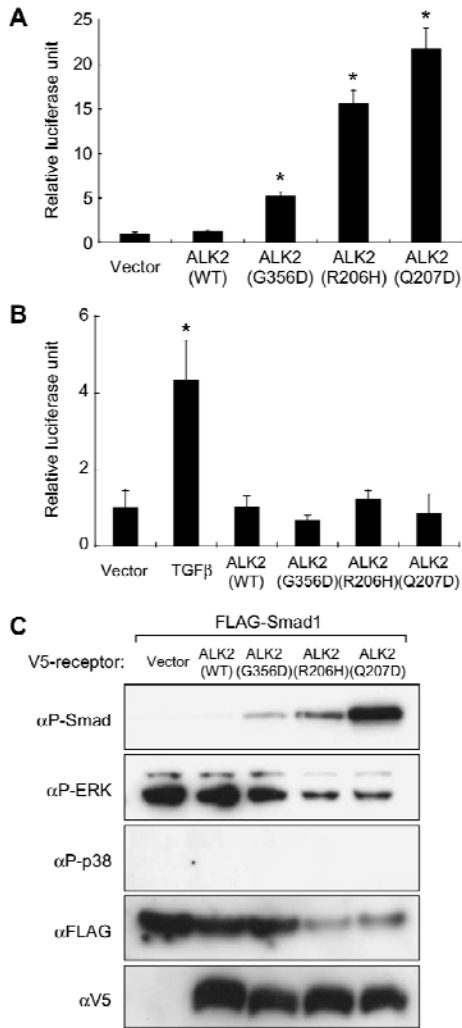 A
Relative luciferase unit
25
20
15
10
5
0
*
*
*
Vector
ALK2 (WT)
ALK2 (G356D)
ALK2 (R206H)
ALK2 (Q207D)
B
Relative luciferase unit
6
4
2
0
*
Vector
TGFβ
ALK2 (WT)
ALK2 (G356D)
ALK2 (R206H)
ALK2 (Q207D)
C
FLAG-Smad1
V5-receptor:
Vector
ALK2 (WT)
ALK2 (G356D)
ALK2 (R206H)
ALK2 (Q207D)
αP-Smad
αP-ERK
αP-p38
αFLAG
αV5